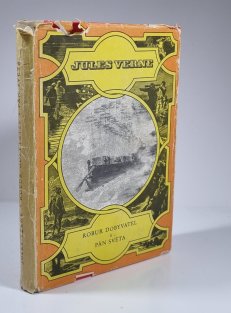 JULES VERNE
ROBUR DOBYVATEL
PÁN SVĚTA